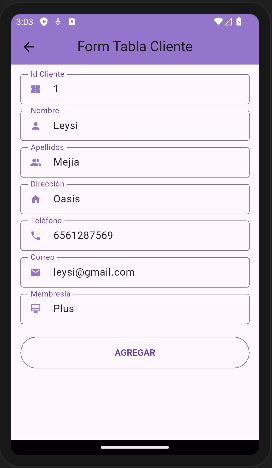 3:03
Form Tabla Cliente
Id Cliente
1
Nombre
Leysi
Apellidos
Mejia
Dirección
Oasis
Teléfono
6561287569
Correo
leysi@gmail.com
Membresía
Plus
AGREGAR